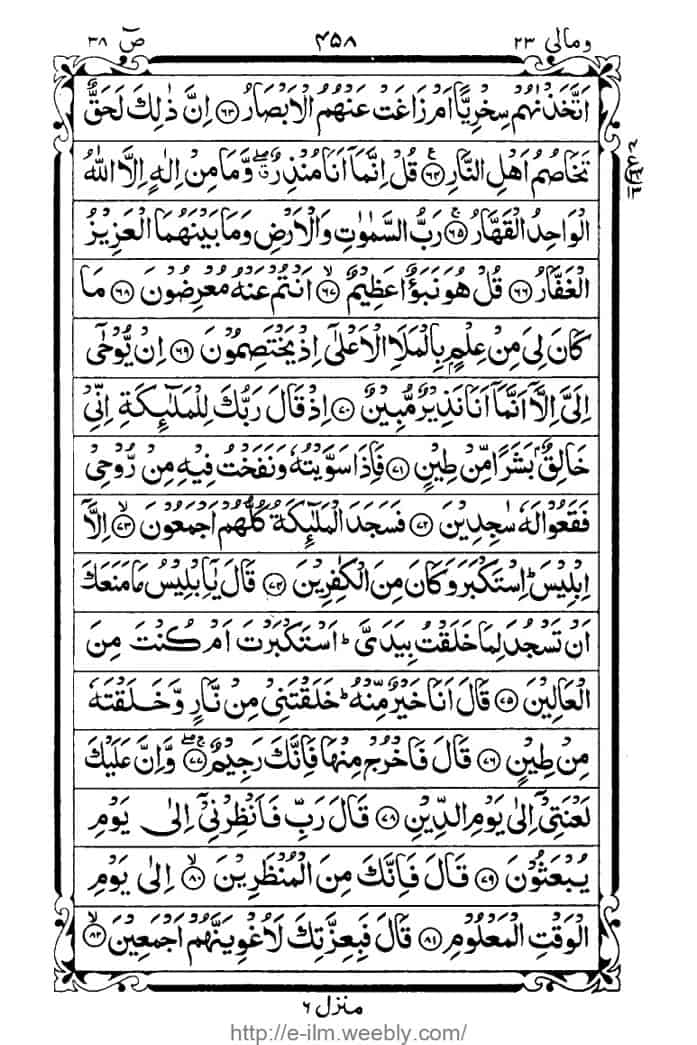 صٓ ٣٨ ٤٥٨ ومالی ٢٣
اَتَّخَذْنٰهُمْ سِخْرِیًّا اَمْ زَاغَتْ عَنْهُمُ الْاَبْصَارُ ﴿٦٣﴾ اِنَّ ذٰلِكَ لَحَقٌّ
تَخَاصُمُ اَهْلِ النَّارِ ﴿٦٤﴾ قُلْ اِنَّمَاۤ اَنَا مُنْذِرٌ ۖ وَّمَا مِنْ اِلٰهٍ اِلَّا اللّٰهُ
الْوَاحِدُ الْقَهَّارُ ﴿٦٥﴾ رَبُّ السَّمٰوٰتِ وَالْاَرْضِ وَمَا بَیْنَهُمَا الْعَزِیْزُ
الْغَفَّارُ ﴿٦٦﴾ قُلْ هُوَ نَبَؤٌا عَظِیْمٌ ﴿٦٧﴾ اَنْتُمْ عَنْهُ مُعْرِضُوْنَ ﴿٦٨﴾ مَا
كَانَ لِیَ مِنْ عِلْمٍۭ بِالْمَلَاِ الْاَعْلٰۤی اِذْ یَخْتَصِمُوْنَ ﴿٦٩﴾ اِنْ یُّوْحٰۤی
اِلَیَّ اِلَّاۤ اَنَّمَاۤ اَنَا نَذِیْرٌ مُّبِیْنٌ ﴿٧٠﴾ اِذْ قَالَ رَبُّكَ لِلْمَلٰٓىِٕكَةِ اِنِّیْ
خَالِقٌۢ بَشَرًا مِّنْ طِیْنٍ ﴿٧١﴾ فَاِذَا سَوَّیْتُهٗ وَنَفَخْتُ فِیْهِ مِنْ رُّوْحِیْ
فَقَعُوْا لَهٗ سٰجِدِیْنَ ﴿٧٢﴾ فَسَجَدَ الْمَلٰٓىِٕكَةُ كُلُّهُمْ اَجْمَعُوْنَ ﴿٧٣﴾ اِلَّاۤ
اِبْلِیْسَ ؕ اِسْتَكْبَرَ وَكَانَ مِنَ الْكٰفِرِیْنَ ﴿٧٤﴾ قَالَ یٰۤاِبْلِیْسُ مَا مَنَعَكَ
اَنْ تَسْجُدَ لِمَا خَلَقْتُ بِیَدَیَّ ؕ اَسْتَكْبَرْتَ اَمْ كُنْتَ مِنَ
الْعَالِیْنَ ﴿٧٥﴾ قَالَ اَنَا خَیْرٌ مِّنْهُ ؕ خَلَقْتَنِیْ مِنْ نَّارٍ وَّخَلَقْتَهٗ
مِنْ طِیْنٍ ﴿٧٦﴾ قَالَ فَاخْرُجْ مِنْهَا فَاِنَّكَ رَجِیْمٌ ﴿٧٧﴾ وَّاِنَّ عَلَیْكَ
لَعْنَتِیْۤ اِلٰی یَوْمِ الدِّیْنِ ﴿٧٨﴾ قَالَ رَبِّ فَاَنْظِرْنِیْۤ اِلٰی یَوْمِ
یُبْعَثُوْنَ ﴿٧٩﴾ قَالَ فَاِنَّكَ مِنَ الْمُنْظَرِیْنَ ﴿٨٠﴾ اِلٰی یَوْمِ
الْوَقْتِ الْمَعْلُوْمِ ﴿٨١﴾ قَالَ فَبِعِزَّتِكَ لَاُغْوِیَنَّهُمْ اَجْمَعِیْنَ ﴿٨٢﴾
منزل ٦
http://e-ilm.weebly.com/